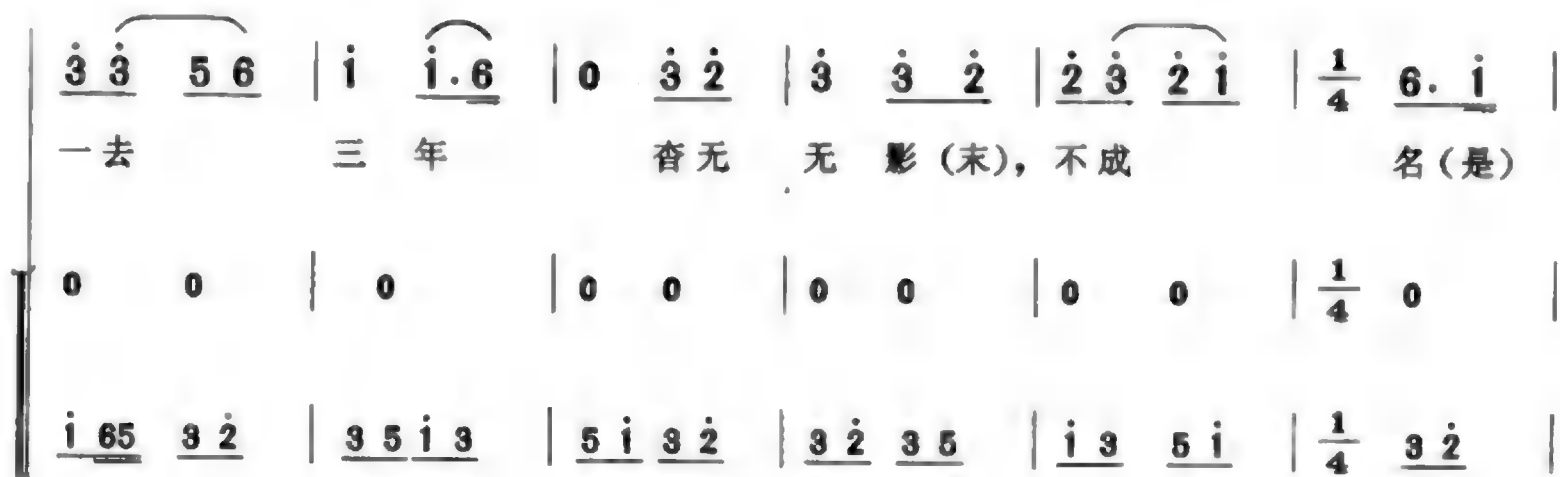 3̇ 3̇ 5 6 | i̇ i̇. 6 | 0 3̇ 2̇ | 3̇ 3̇ 2̇ | 2̇ 3̇ 2̇ i̇ | 1/4 6. i̇ |
一去 三 年 杳无 无 影(末),不成 名(是)
0 0 | 0 | 0 0 | 0 0 | 0 0 | 1/4 0 |
i̇ 65 3 2̇ | 3 5 i̇ 3 | 5 i̇ 3 2̇ | 3 2̇ 3 5 | i̇ 3 5 i̇ | 1/4 3 2̇ |